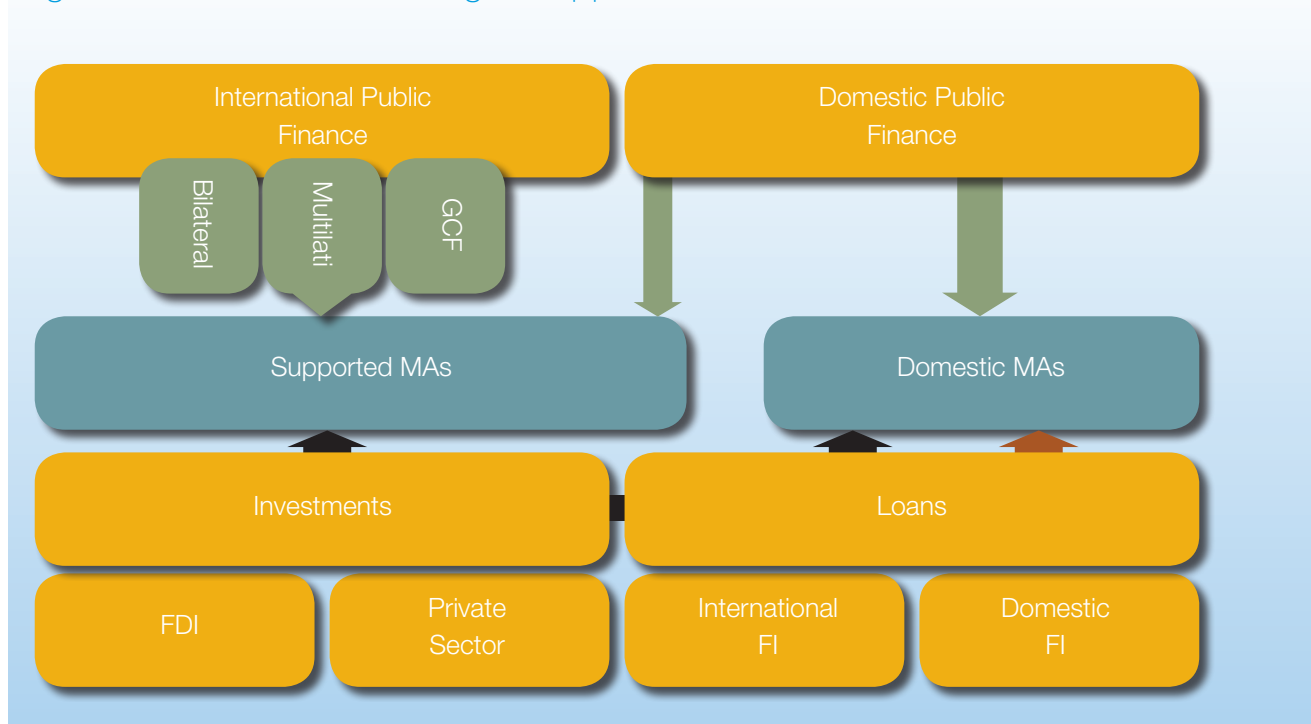 International Public
Finance
Domestic Public
Finance
Bilateral
Multilati
GCF
Supported MAs
Domestic MAs
Investments
Loans
FDI
Private
Sector
International
FI
Domestic
FI